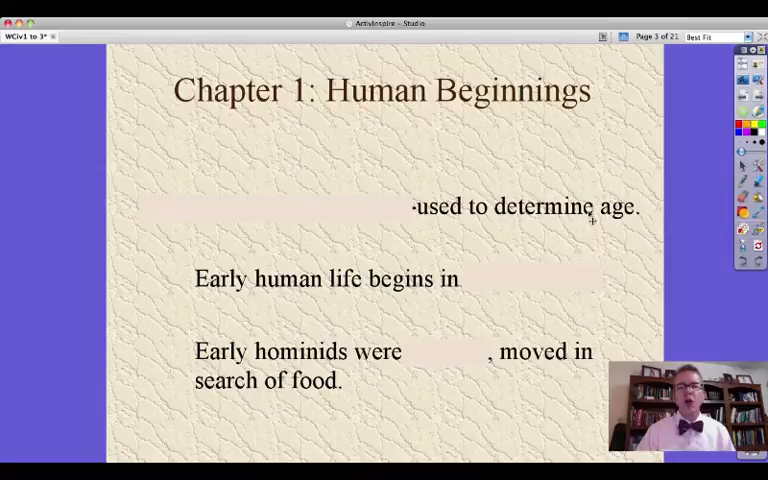 ActivInspire - Studio
WCiv1 to 3*
Page 3 of 21
Best Fit
Chapter 1: Human Beginnings
-used to determine age.
Early human life begins in
Early hominids were , moved in
search of food.